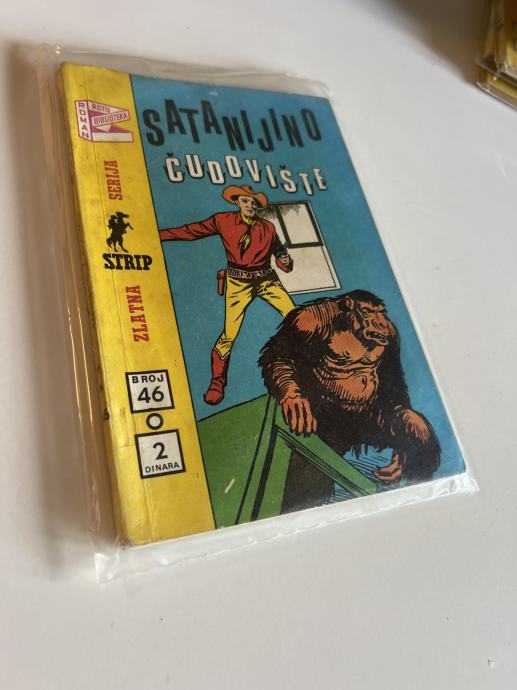 ROMAN
ROTO
BIBLIOTEKA
SATANIJINO
ČUDOVIŠTE
ZLATNA STRIP SERIJA
BROJ
46
2
DINARA